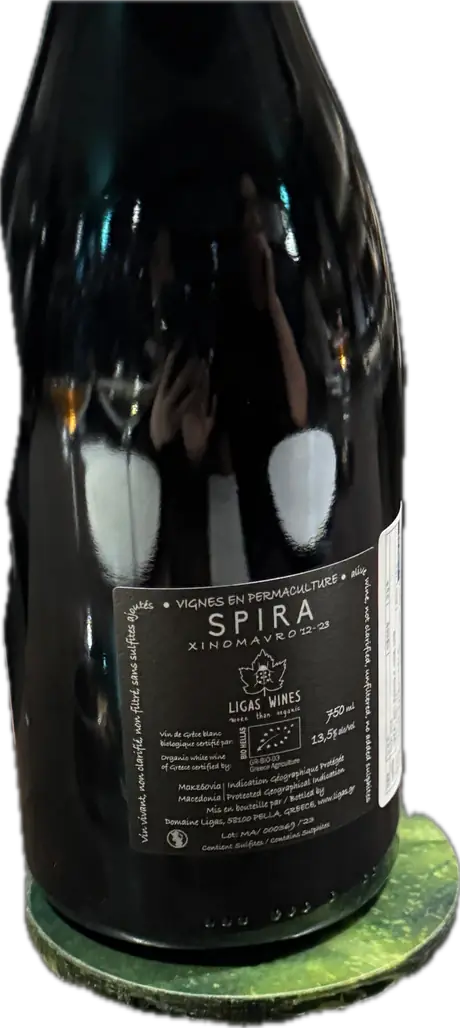 • VIGNES EN PERMACULTURE • aliv
SPIRA
XINOMAVRO 12-23
LIGAS WINES
more than organic
750 ml
13,5% alc/vol
Vin de Grèce blanc
biologique certifié par:
Organic white wine
of Greece certified by:
BIO HELLAS
GR-BIO-03
Greece Agriculture
Μακεδονία | Indication Géographique Protégée
Macedonia | Protected Geographical Indication
Mis en bouteille par / Bottled by
Domaine Ligas, 58100 PELLA, GREECE, www.ligas.gr
Lot: MA/ 000369 /23
Contient Sulfites / Contains Sulphites
Vin vivant, non clarifié, non filtré, sans sulfites ajoutés
wine, not clarified, unfiltered, no added sulphites